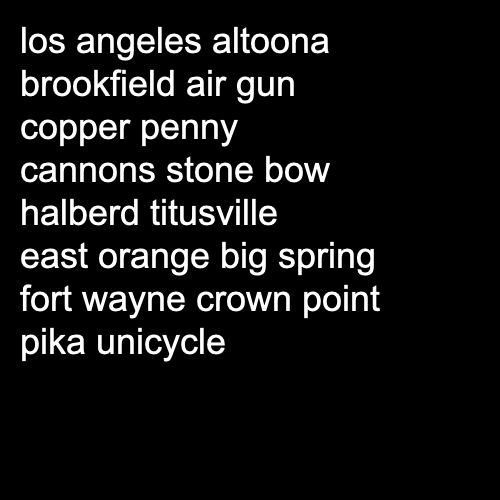 los angeles altoona
brookfield air gun
copper penny
cannons stone bow
halberd titusville
east orange big spring
fort wayne crown point
pika unicycle